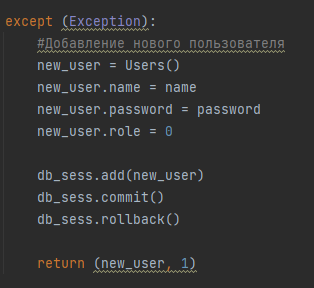 except (Exception):
#Добавление нового пользователя
new_user = Users()
new_user.name = name
new_user.password = password
new_user.role = 0
db_sess.add(new_user)
db_sess.commit()
db_sess.rollback()
return (new_user, 1)